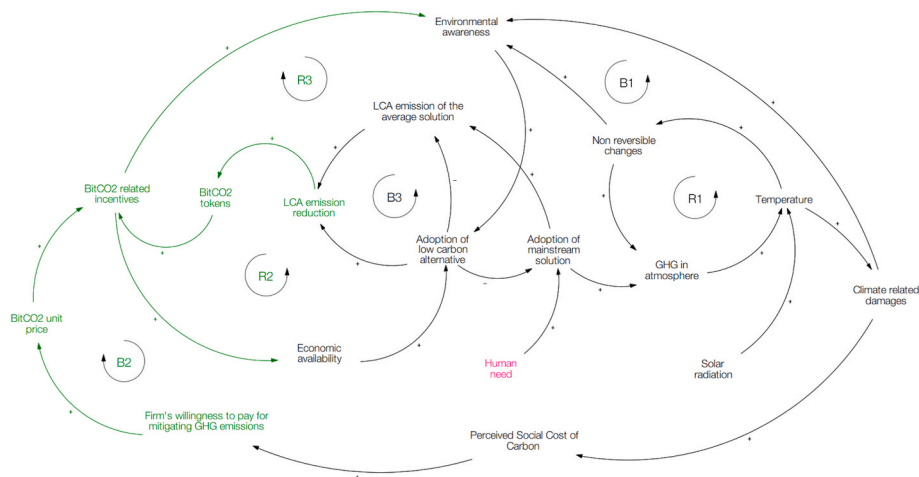 Environmental
awareness
R3
B1
LCA emission of the
average solution
Non reversible
changes
BitCO2 related
incentives
BitCO2
tokens
LCA emission
reduction
B3
R1
Temperature
Adoption of
low carbon
alternative
Adoption of
mainstream
solution
R2
GHG in
atmosphere
Climate related
damages
BitCO2 unit
price
B2
Economic
availability
Human
need
Solar
radiation
Firm's willingness to pay for
mitigating GHG emissions
Perceived Social Cost of
Carbon